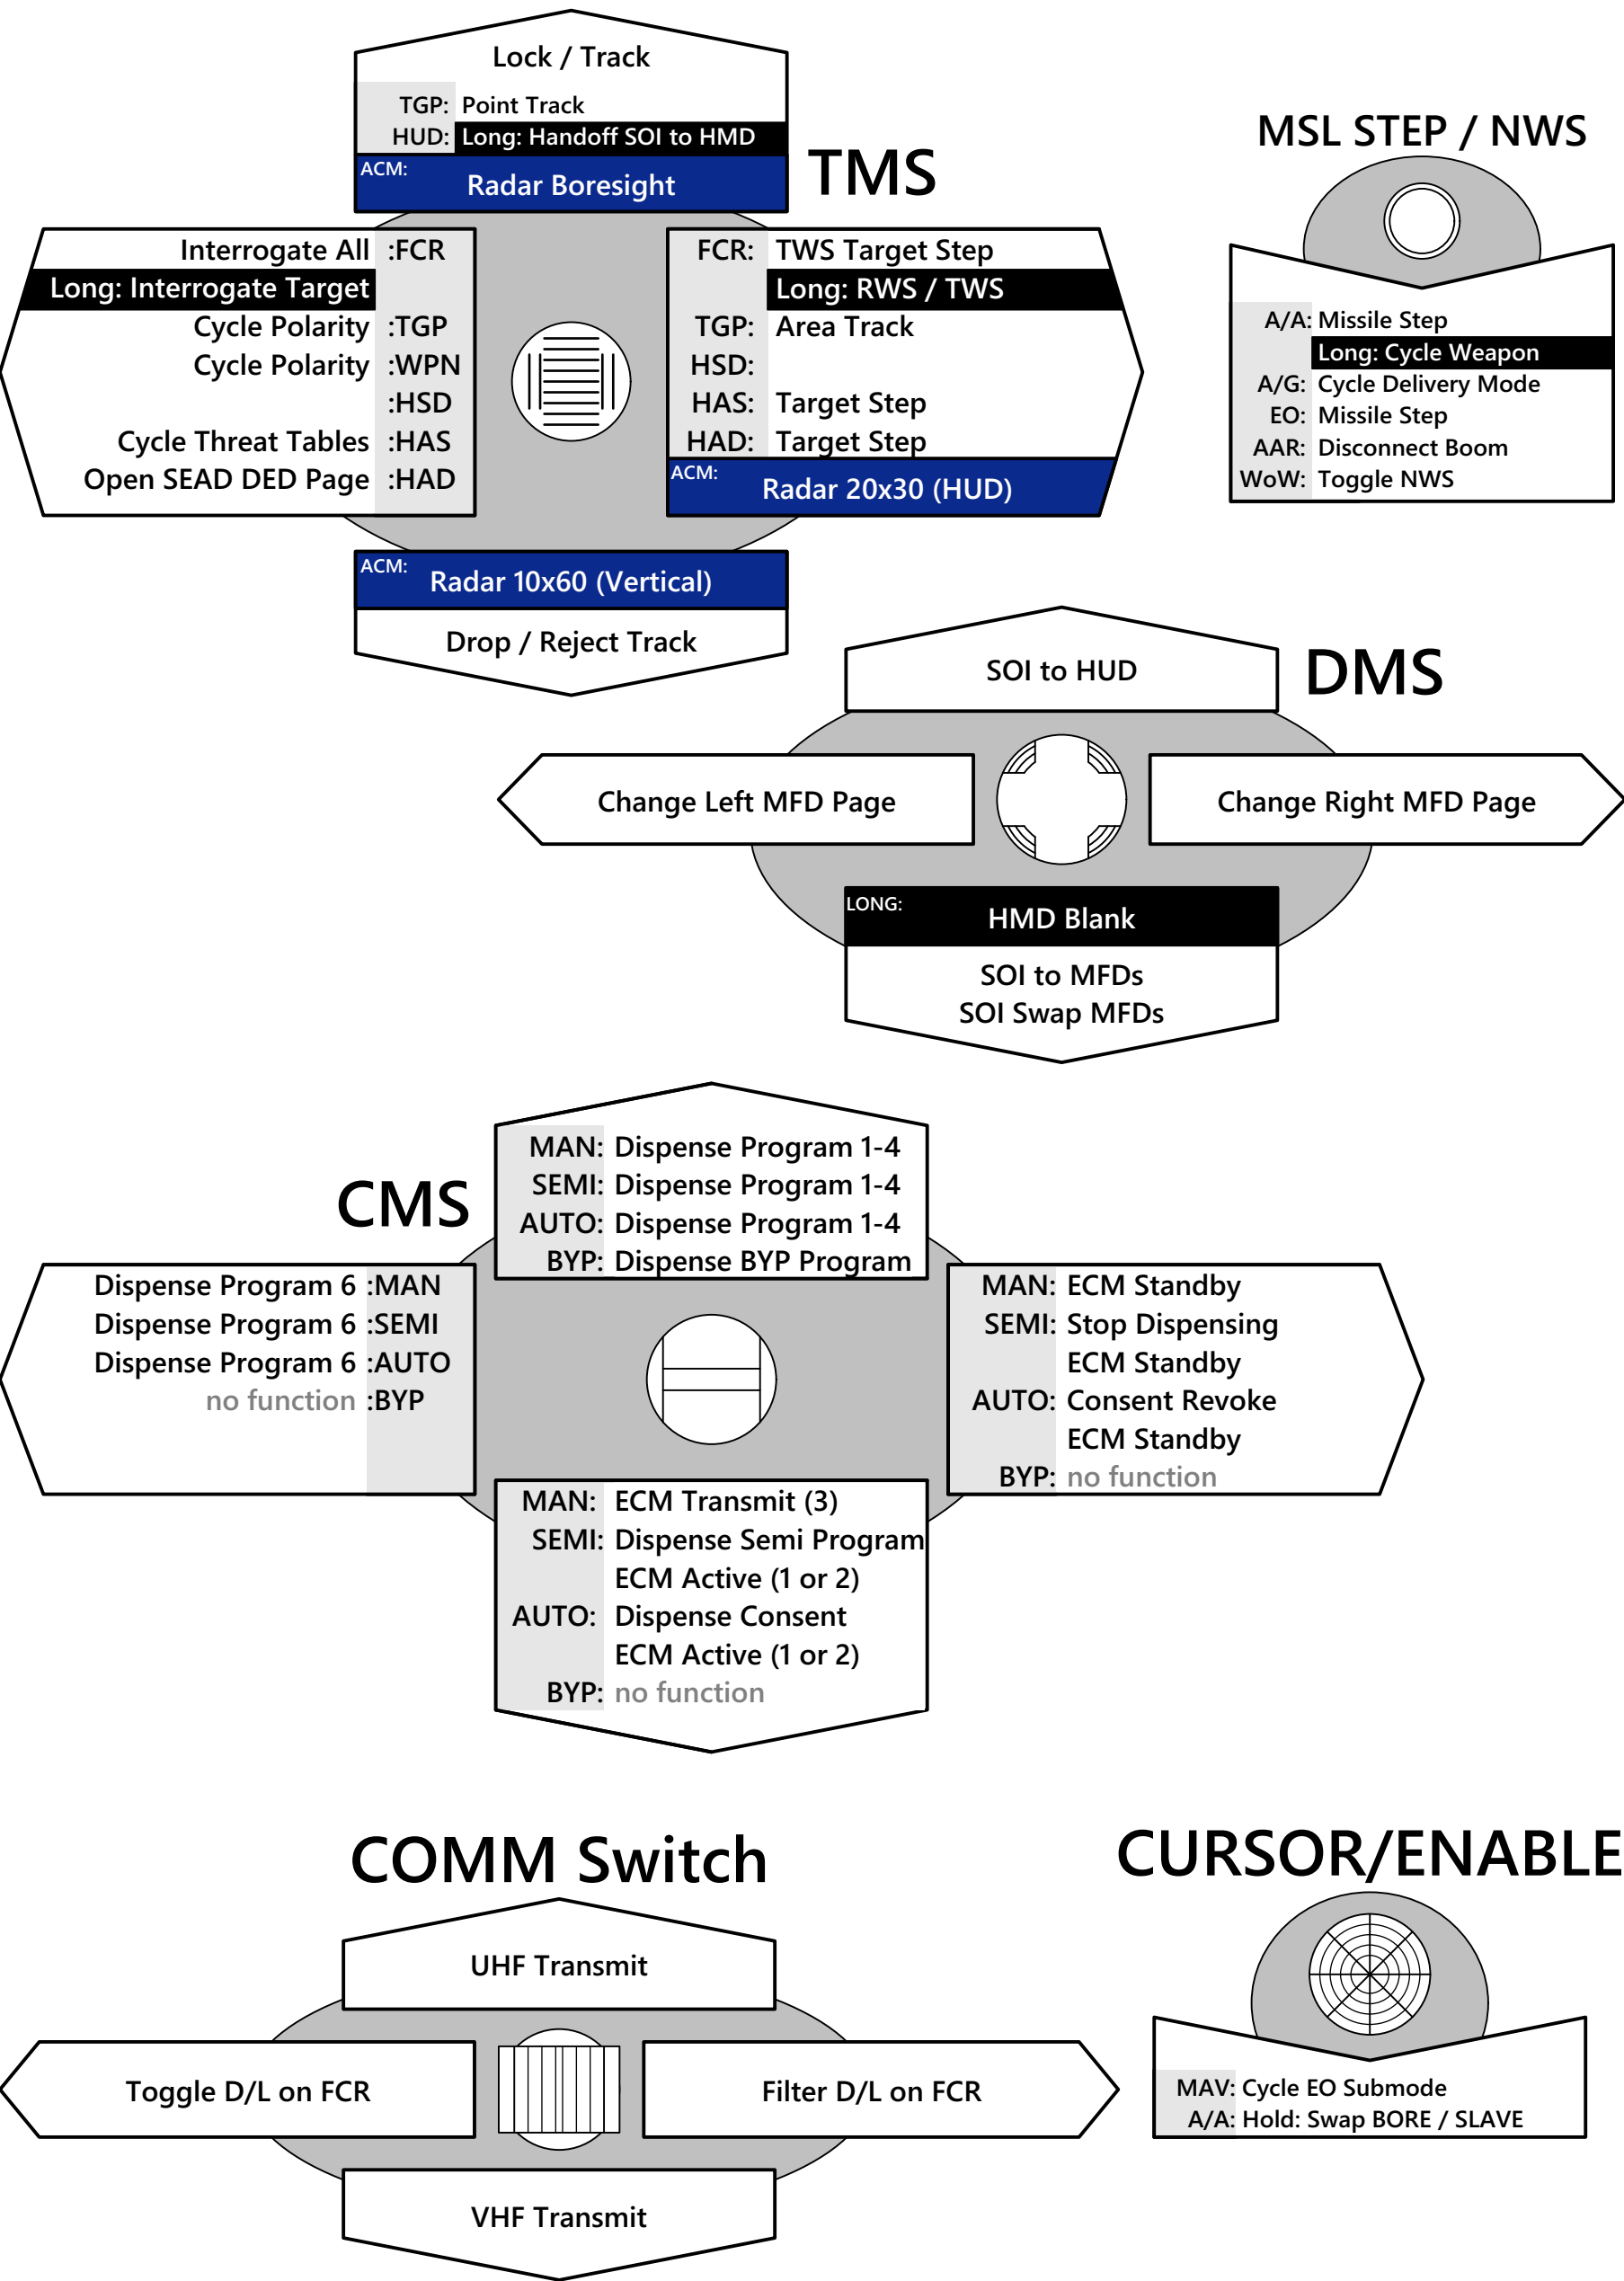 Lock / Track
TGP: Point Track
HUD: Long: Handoff SOI to HMD
ACM: Radar Boresight
TMS
Interrogate All :FCR
Long: Interrogate Target
Cycle Polarity :TGP
Cycle Polarity :WPN
:HSD
Cycle Threat Tables :HAS
Open SEAD DED Page :HAD
FCR: TWS Target Step
Long: RWS / TWS
TGP: Area Track
HSD:
HAS: Target Step
HAD: Target Step
ACM: Radar 20x30 (HUD)
ACM: Radar 10x60 (Vertical)
Drop / Reject Track
MSL STEP / NWS
A/A: Missile Step
Long: Cycle Weapon
A/G: Cycle Delivery Mode
EO: Missile Step
AAR: Disconnect Boom
WoW: Toggle NWS
DMS
SOI to HUD
Change Left MFD Page
Change Right MFD Page
LONG: HMD Blank
SOI to MFDs
SOI Swap MFDs
CMS
MAN: Dispense Program 1-4
SEMI: Dispense Program 1-4
AUTO: Dispense Program 1-4
BYP: Dispense BYP Program
Dispense Program 6 :MAN
Dispense Program 6 :SEMI
Dispense Program 6 :AUTO
no function :BYP
MAN: ECM Standby
SEMI: Stop Dispensing
ECM Standby
AUTO: Consent Revoke
ECM Standby
BYP: no function
MAN: ECM Transmit (3)
SEMI: Dispense Semi Program
ECM Active (1 or 2)
AUTO: Dispense Consent
ECM Active (1 or 2)
BYP: no function
COMM Switch
UHF Transmit
Toggle D/L on FCR
Filter D/L on FCR
VHF Transmit
CURSOR/ENABLE
MAV: Cycle EO Submode
A/A: Hold: Swap BORE / SLAVE